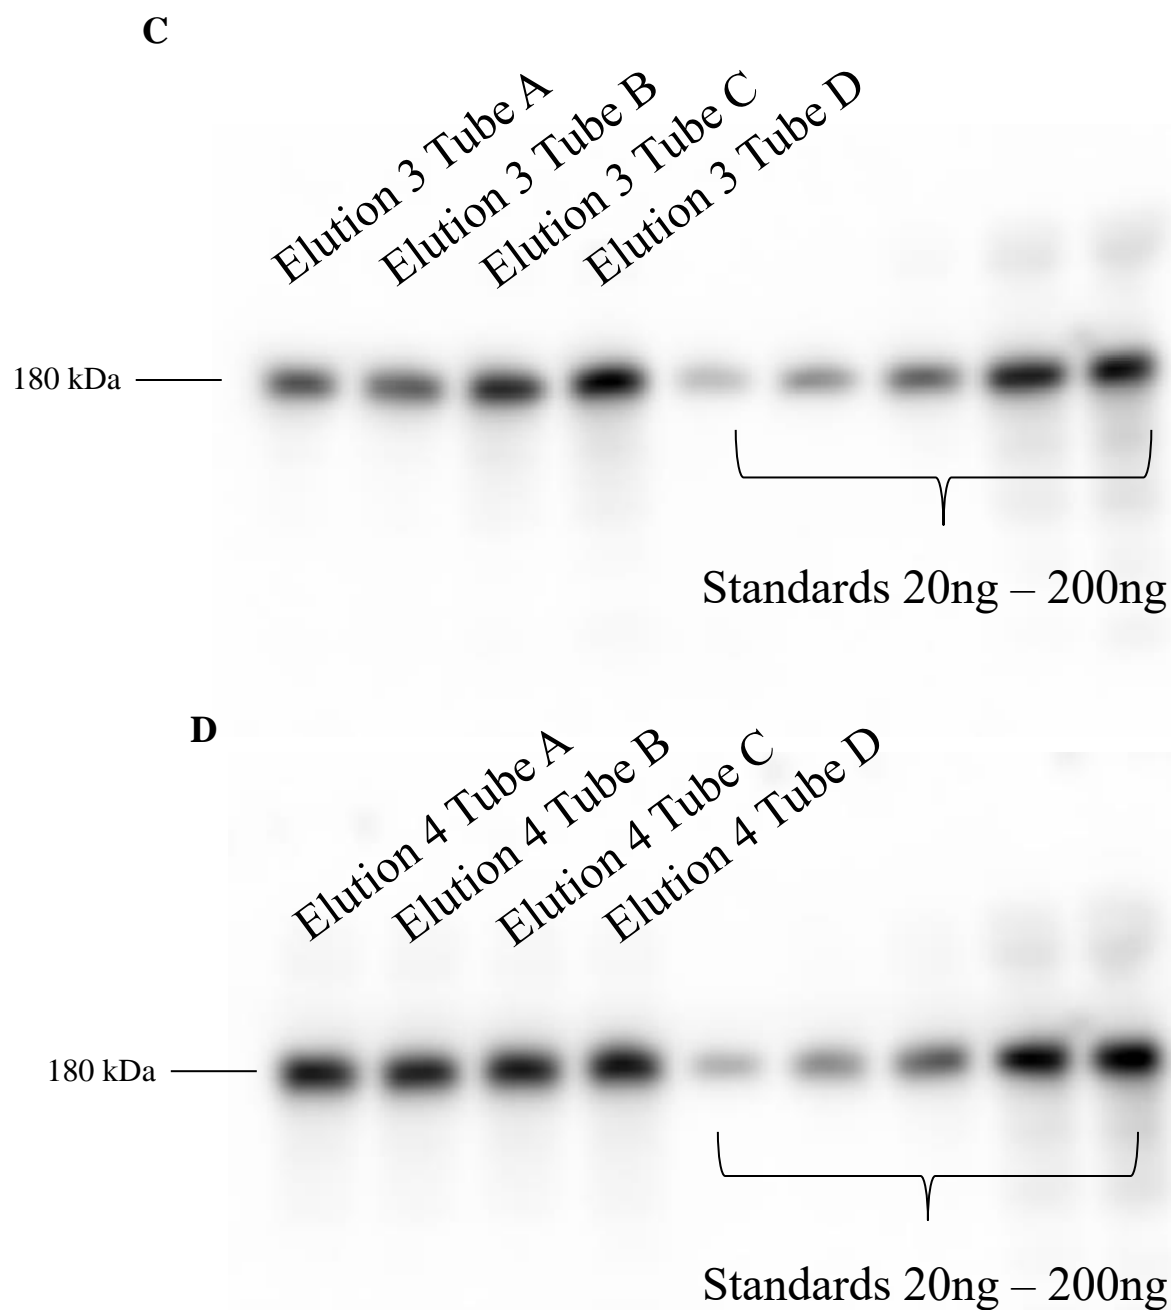 C
Elution 3 Tube A
Elution 3 Tube B
Elution 3 Tube C
Elution 3 Tube D
180 kDa
Standards 20ng – 200ng
D
Elution 4 Tube A
Elution 4 Tube B
Elution 4 Tube C
Elution 4 Tube D
180 kDa
Standards 20ng – 200ng